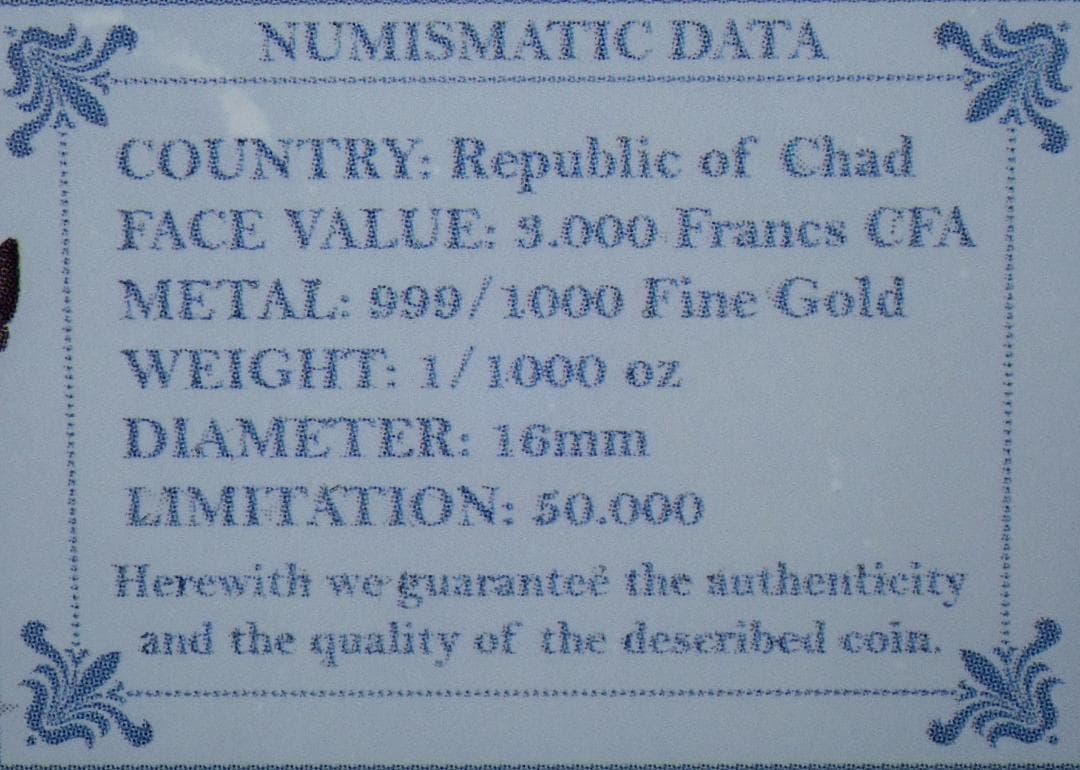 NUMISMATIC DATA
COUNTRY: Republic of Chad
FACE VALUE: 3.000 Francs CFA
METAL: 999/1000 Fine Gold
WEIGHT: 1/1000 oz
DIAMETER: 16mm
LIMITATION: 50.000
Herewith we guarantee the authenticity
and the quality of the described coin.